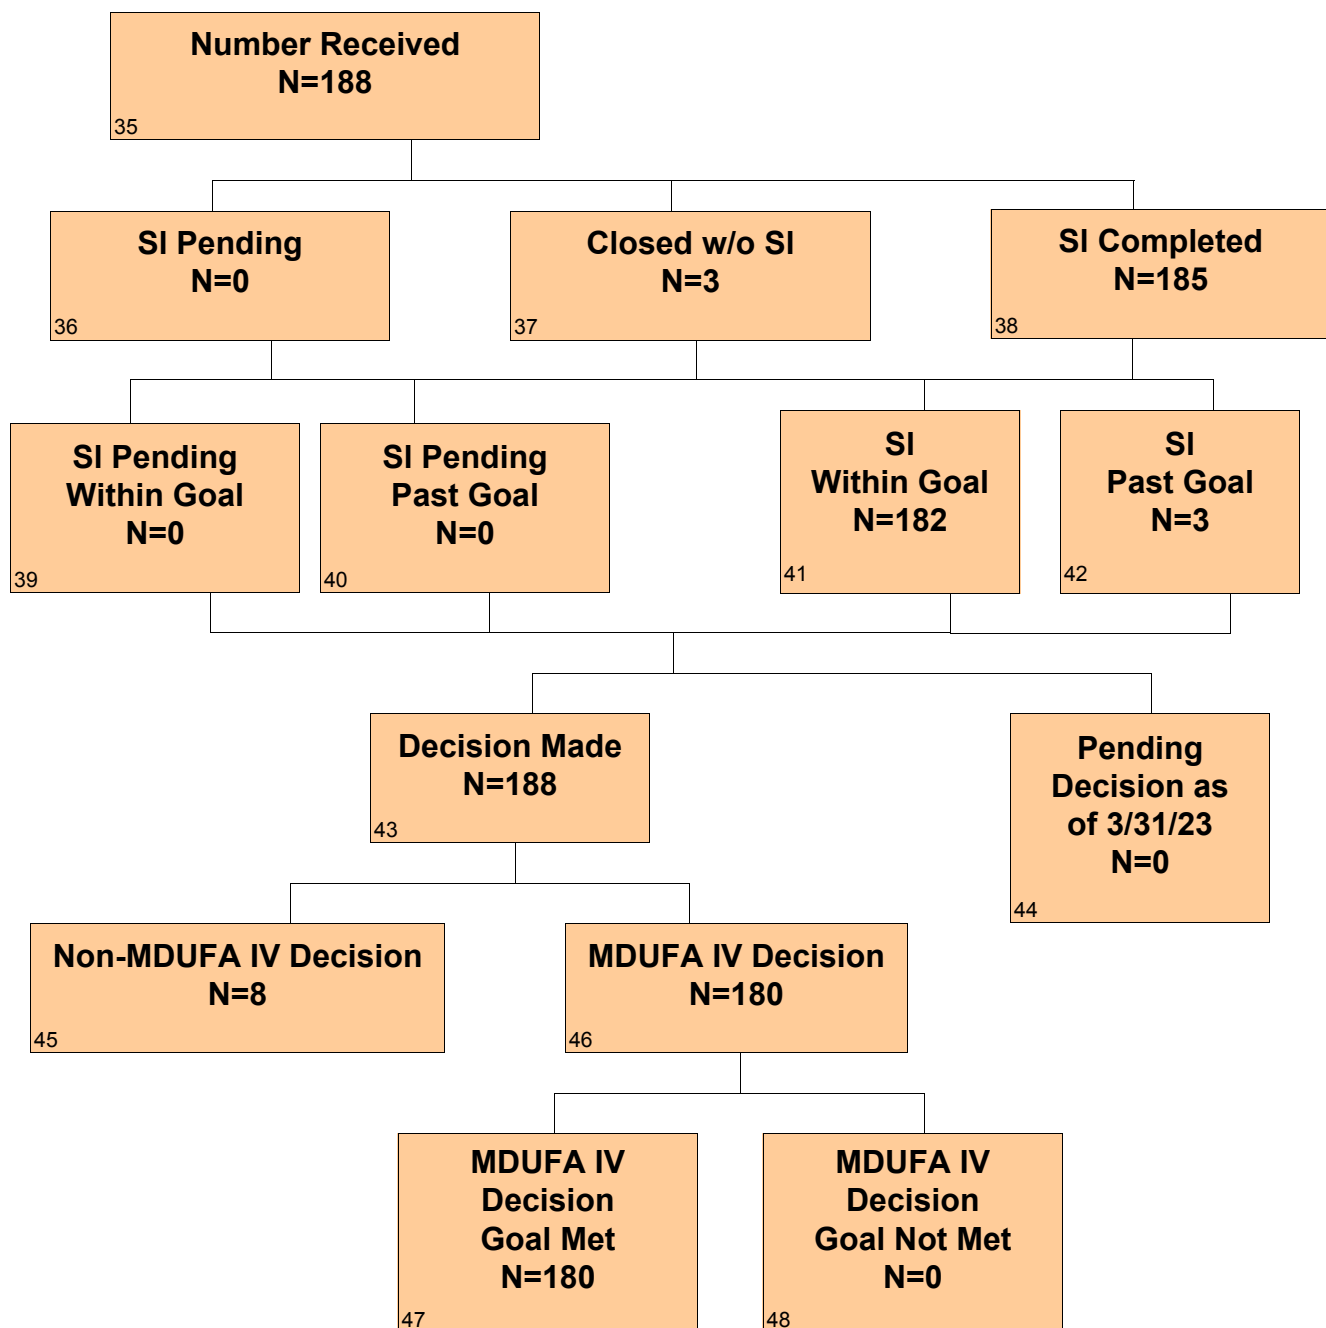 Number Received
N=188
35
SI Pending
N=0
36
Closed w/o SI
N=3
37
SI Completed
N=185
38
SI Pending
Within Goal
N=0
39
SI Pending
Past Goal
N=0
40
SI
Within Goal
N=182
41
SI
Past Goal
N=3
42
Decision Made
N=188
43
Pending
Decision as
of 3/31/23
N=0
44
Non-MDUFA IV Decision
N=8
45
MDUFA IV Decision
N=180
46
MDUFA IV
Decision
Goal Met
N=180
47
MDUFA IV
Decision
Goal Not Met
N=0
48